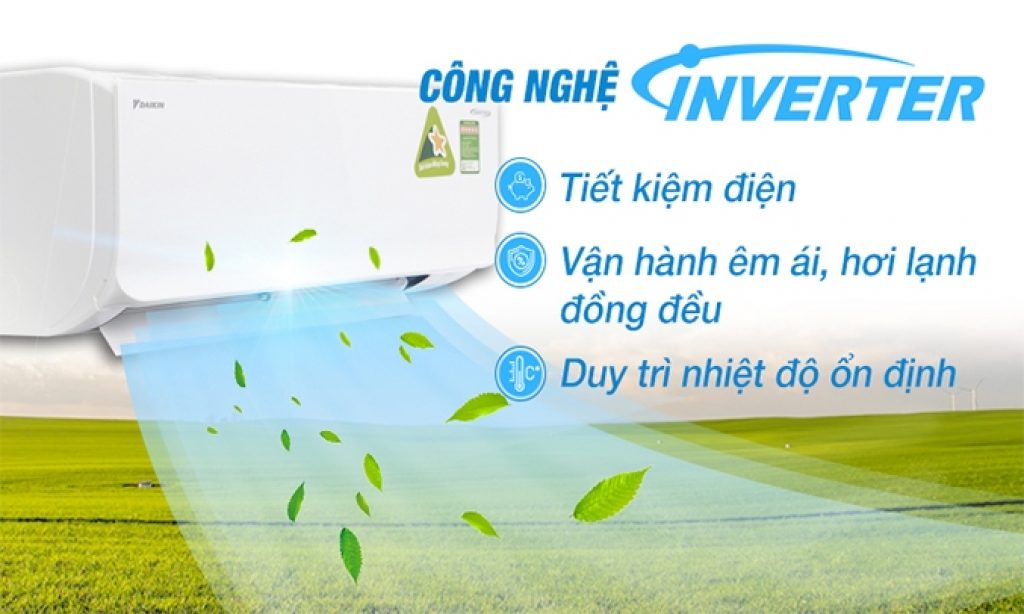 CÔNG NGHỆ INVERTER
DAIKIN
Tiết kiệm điện
Vận hành êm ái, hơi lạnh
đồng đều
Duy trì nhiệt độ ổn định